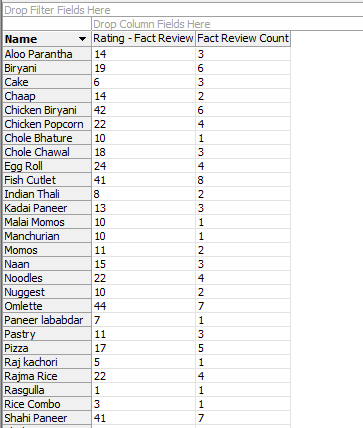 Drop Filter Fields Here
Drop Column Fields Here
Name Rating - Fact Review Fact Review Count
Aloo Parantha 14 3
Biryani 19 6
Cake 6 3
Chaap 14 2
Chicken Biryani 42 6
Chicken Popcorn 22 4
Chole Bhature 10 1
Chole Chawal 18 3
Egg Roll 24 4
Fish Cutlet 41 8
Indian Thali 8 2
Kadai Paneer 13 3
Malai Momos 10 1
Manchurian 10 1
Momos 11 2
Naan 15 3
Noodles 22 4
Nuggest 10 2
Omlette 44 7
Paneer lababdar 7 1
Pastry 11 3
Pizza 17 5
Raj kachori 5 1
Rajma Rice 22 4
Rasgulla 1 1
Rice Combo 3 1
Shahi Paneer 41 7